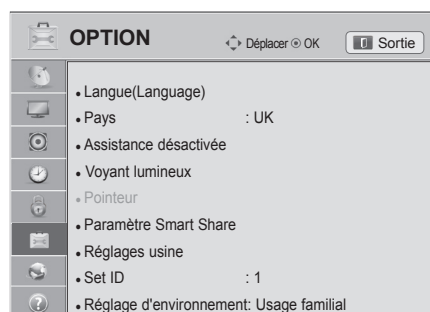 OPTION
Déplacer OK
Sortie
• Langue(Language)
• Pays : UK
• Assistance désactivée
• Voyant lumineux
• Pointeur
• Paramètre Smart Share
• Réglages usine
• Set ID : 1
• Réglage d'environnement: Usage familial
?